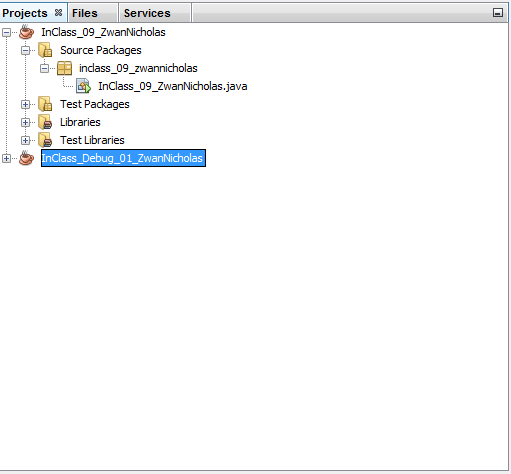 Projects Files Services
InClass_09_ZwanNicholas
Source Packages
inclass_09_zwannicholas
InClass_09_ZwanNicholas.java
Test Packages
Libraries
Test Libraries
InClass_Debug_01_ZwanNicholas